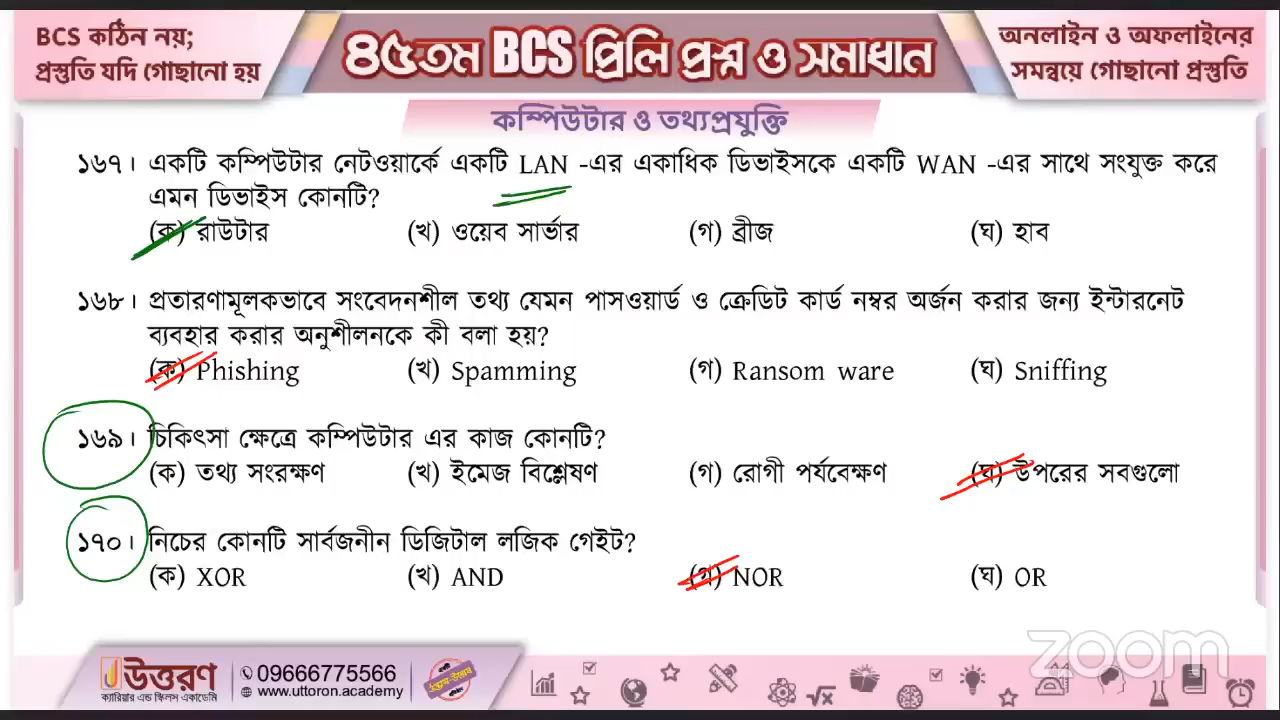 BCS কঠিন নয়;
প্রস্তুতি যদি গোছানো হয়
৪৫তম BCS প্রিলি প্রশ্ন ও সমাধান
অনলাইন ও অফলাইনের
সমন্বয়ে গোছানো প্রস্তুতি
কম্পিউটার ও তথ্যপ্রযুক্তি
১৬৭। একটি কম্পিউটার নেটওয়ার্কে একটি LAN -এর একাধিক ডিভাইসকে একটি WAN -এর সাথে সংযুক্ত করে
এমন ডিভাইস কোনটি?
(ক) রাউটার (খ) ওয়েব সার্ভার (গ) ব্রীজ (ঘ) হাব
১৬৮। প্রতারণামূলকভাবে সংবেদনশীল তথ্য যেমন পাসওয়ার্ড ও ক্রেডিট কার্ড নম্বর অর্জন করার জন্য ইন্টারনেট
ব্যবহার করার অনুশীলনকে কী বলা হয়?
(ক) Phishing (খ) Spamming (গ) Ransom ware (ঘ) Sniffing
১৬৯। চিকিৎসা ক্ষেত্রে কম্পিউটার এর কাজ কোনটি?
(ক) তথ্য সংরক্ষণ (খ) ইমেজ বিশ্লেষণ (গ) রোগী পর্যবেক্ষণ (ঘ) উপরের সবগুলো
১৭০। নিচের কোনটি সার্বজনীন ডিজিটাল লজিক গেইট?
(ক) XOR (খ) AND (গ) NOR (ঘ) OR
zoom
উত্তরণ
ক্যারিয়ার এন্ড স্কিলস একাডেমি
09666775566
www.uttoron.academy